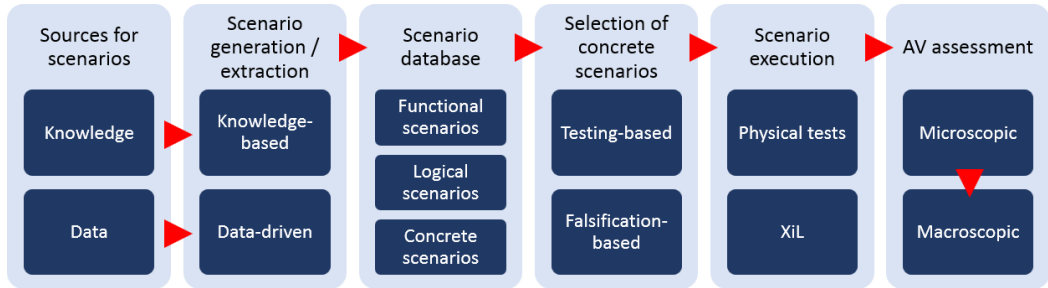 Sources for
scenarios
Knowledge
Data
Scenario
generation /
extraction
Knowledge-
based
Data-driven
Scenario
database
Functional
scenarios
Logical
scenarios
Concrete
scenarios
Selection of
concrete
scenarios
Testing-based
Falsification-
based
Scenario
execution
Physical tests
XiL
AV assessment
Microscopic
Macroscopic